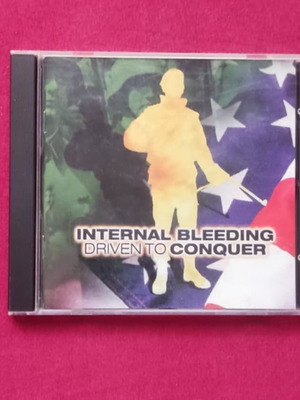 INTERNAL BLEEDING
DRIVEN TO CONQUER